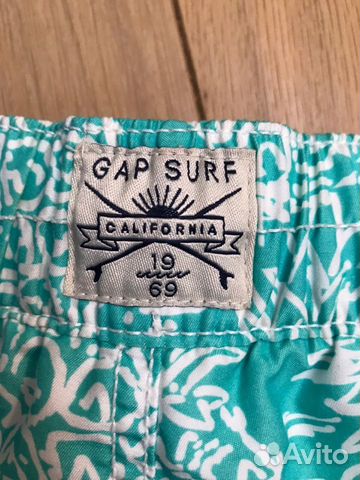 GAP SURF
CALIFORNIA
19
69
Avito